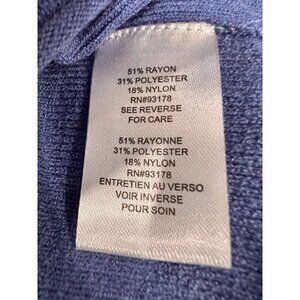 51% RAYON
31% POLYESTER
18% NYLON
RN#93178
SEE REVERSE
FOR CARE
51% RAYONNE
31% POLYESTER
18% NYLON
RN#93178
ENTRETIEN AU VERSO
VOIR INVERSE
POUR SOIN